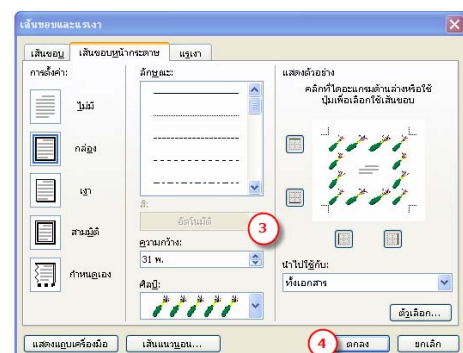 เส้นขอบและแรเงา
เส้นขอบ
เส้นขอบหน้ากระดาษ
แรเงา
การตั้งค่า:
ไม่มี
กล่อง
เงา
สามมิติ
กำหนดเอง
ลักษณะ:
สี:
อัตโนมัติ
3
ความกว้าง:
31 พ.
ศิลป์:
แสดงตัวอย่าง
คลิกที่ไดอะแกรมด้านล่างหรือใช้
ปุ่มเพื่อเลือกใช้เส้นขอบ
นำไปใช้กับ:
ทั้งเอกสาร
ตัวเลือก...
แสดงแถบเครื่องมือ
เส้นแนวนอน...
4
ตกลง
ยกเลิก